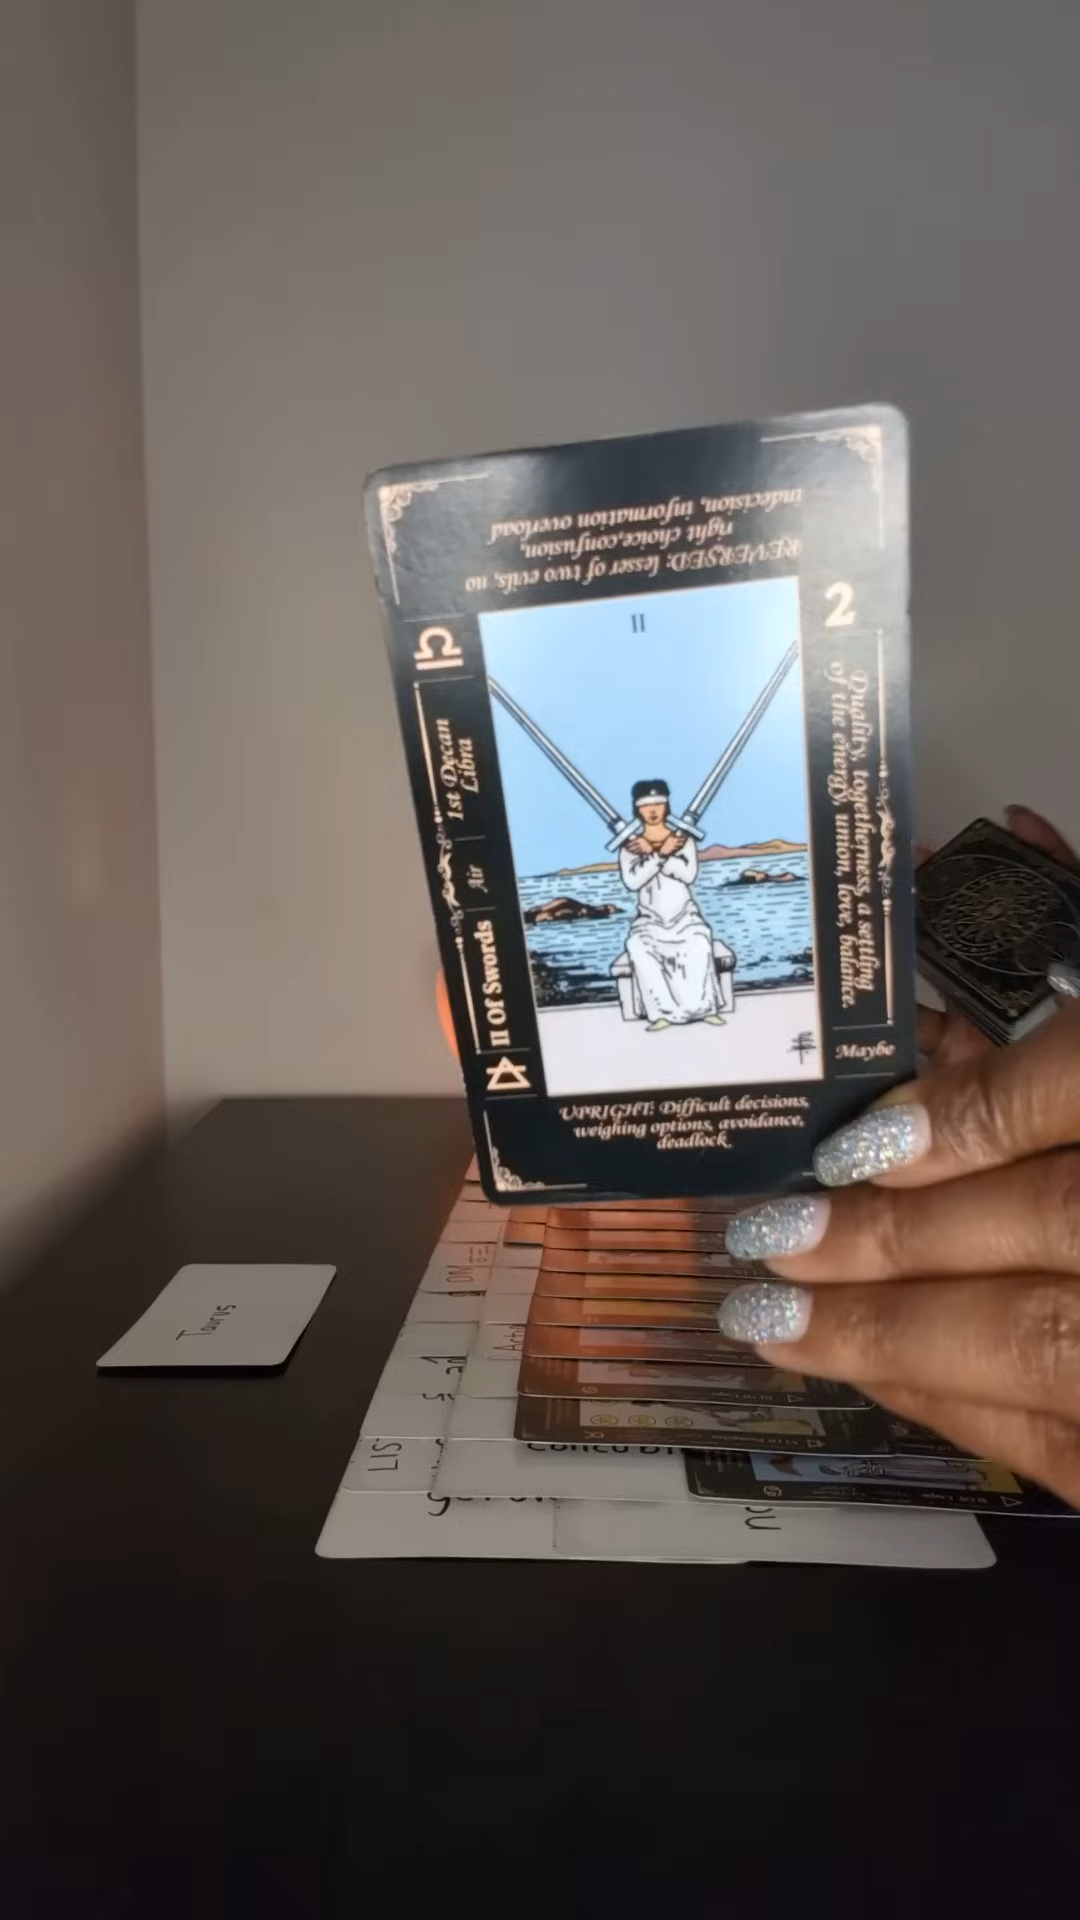 REVERSED: lesser of two evils, no
right choice,confusion,
indecision, information overload
2
II
1st Decan
Libra
Air
II Of Swords
Duality, togetherness, a settling
of the energy, union, love, balance.
Maybe
UPRIGHT: Difficult decisions,
weighing options, avoidance,
deadlock.
Taurus
LIS